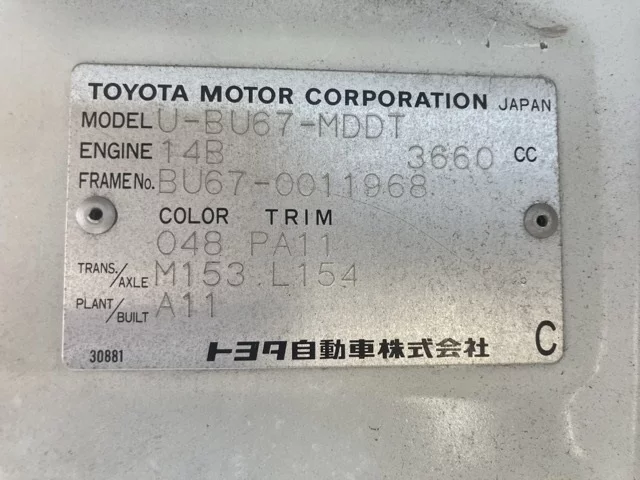 TOYOTA MOTOR CORPORATION JAPAN
MODEL U-BU67-MDDT
ENGINE 14B 3660 CC
FRAME No. BU67-0011968
COLOR TRIM
048 PA11
TRANS./AXLE M153 L154
PLANT/BUILT A11
30881 トヨタ自動車株式会社 C